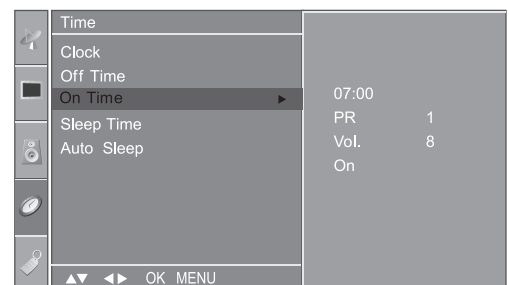 Time
Clock
Off Time
On Time ►
Sleep Time
Auto Sleep
▲▼ ◄► OK MENU
07:00
PR 1
Vol. 8
On